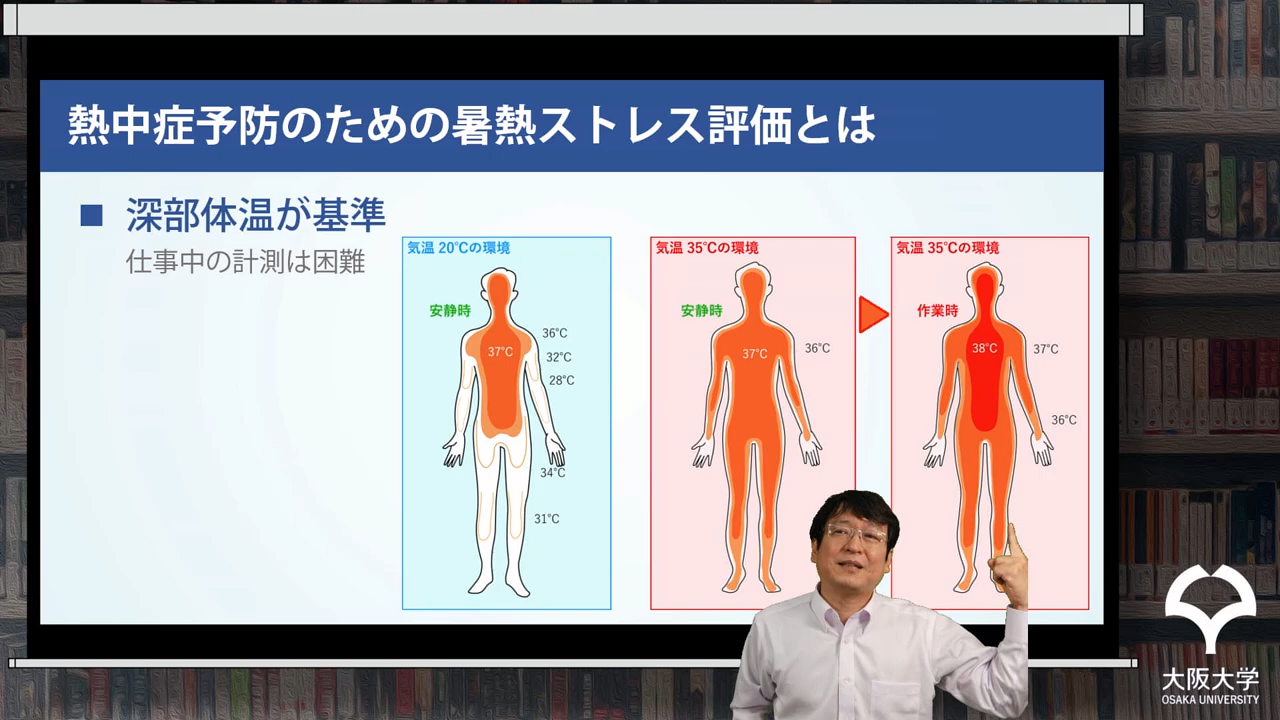 熱中症予防のための暑熱ストレス評価とは
■ 深部体温が基準
仕事中の計測は困難
気温 20℃の環境
安静時
37℃
36℃
32℃
28℃
34℃
31℃
気温 35℃の環境
安静時
37℃
36℃
気温 35℃の環境
作業時
38℃
37℃
36℃
大阪大学
OSAKA UNIVERSITY